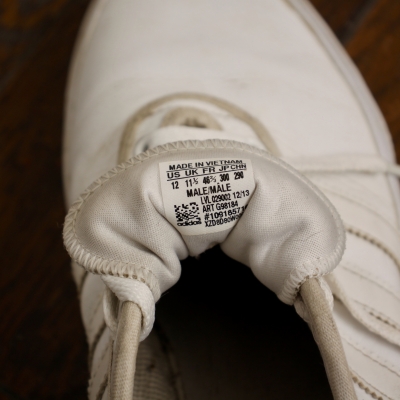 MADE IN VIETNAM
US UK FR JP CHN
12 11½ 46⅔ 300 290
MALE/MÂLE
LVL 029002 12/13
ART G98184
adidas